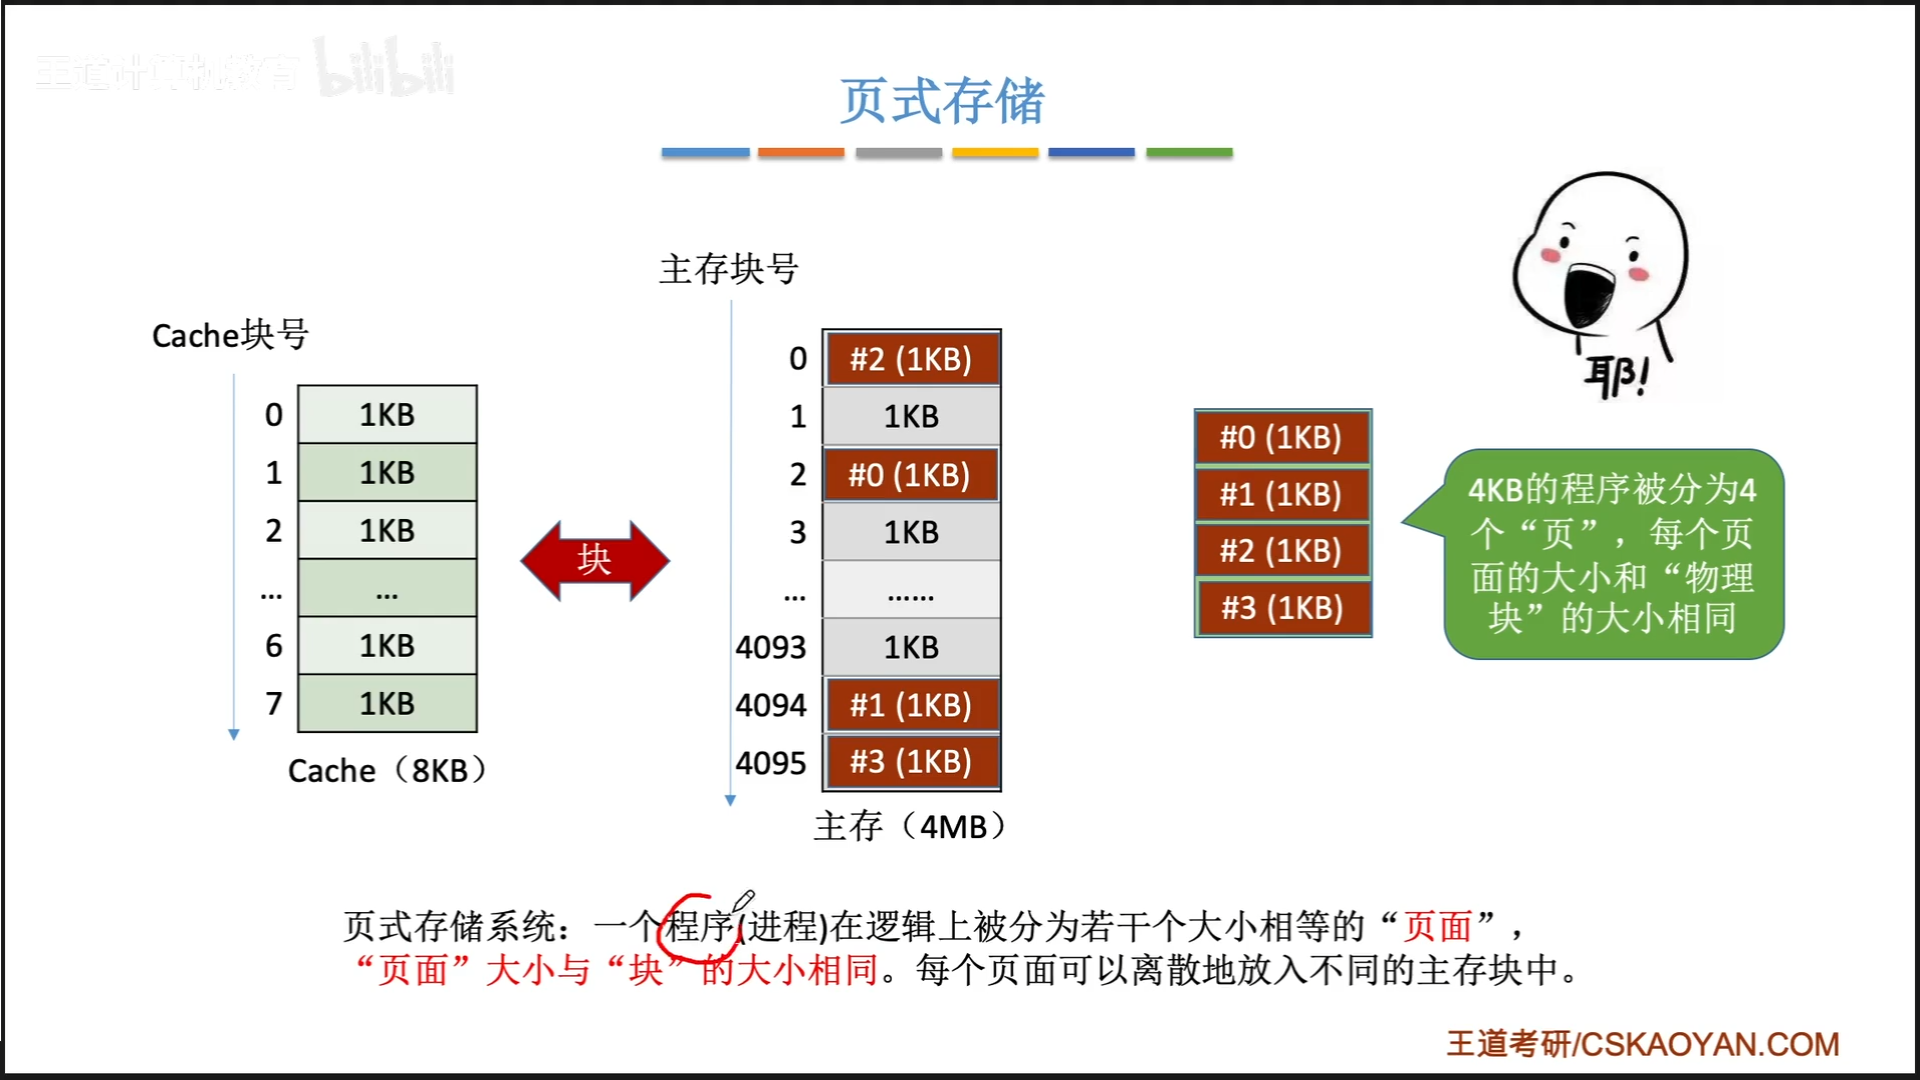 王道计算机教育 bilibili
页式存储
主存块号
Cache块号
0 1KB
1 1KB
2 1KB
... ...
6 1KB
7 1KB
Cache（8KB）
块
0 #2 (1KB)
1 1KB
2 #0 (1KB)
3 1KB
... ……
4093 1KB
4094 #1 (1KB)
4095 #3 (1KB)
主存（4MB）
耶!
#0 (1KB)
#1 (1KB)
#2 (1KB)
#3 (1KB)
4KB的程序被分为4
个“页”，每个页
面的大小和“物理
块”的大小相同
页式存储系统：一个程序(进程)在逻辑上被分为若干个大小相等的“页面”，
“页面”大小与“块”的大小相同。每个页面可以离散地放入不同的主存块中。
王道考研/CSKAOYAN.COM